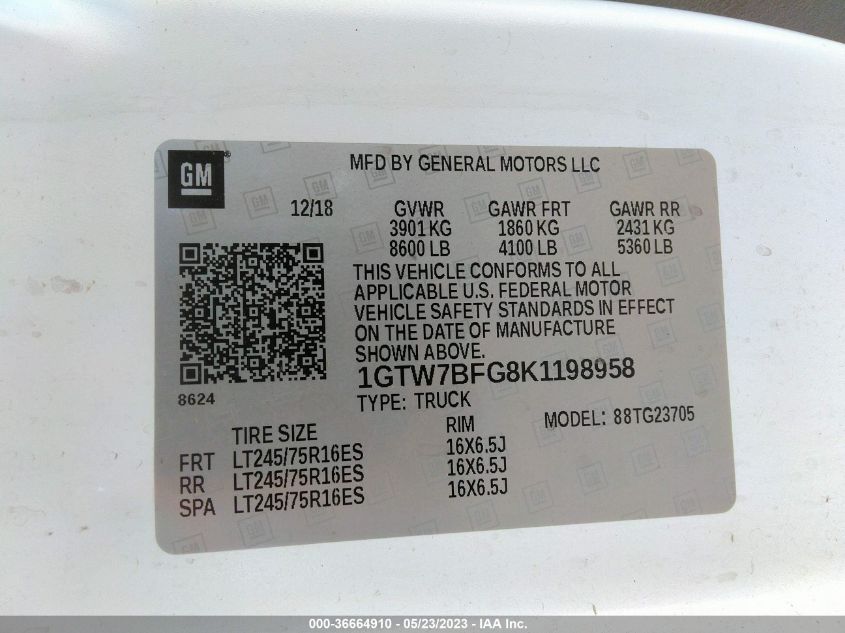 GM
MFD BY GENERAL MOTORS LLC
12/18 GVWR GAWR FRT GAWR RR
3901 KG 1860 KG 2431 KG
8600 LB 4100 LB 5360 LB
THIS VEHICLE CONFORMS TO ALL
APPLICABLE U.S. FEDERAL MOTOR
VEHICLE SAFETY STANDARDS IN EFFECT
ON THE DATE OF MANUFACTURE
SHOWN ABOVE.
1GTW7BFG8K1198958
8624
TYPE: TRUCK
MODEL: 88TG23705
TIRE SIZE RIM
FRT LT245/75R16ES 16X6.5J
RR LT245/75R16ES 16X6.5J
SPA LT245/75R16ES 16X6.5J
000-36664910 - 05/23/2023 - IAA Inc.